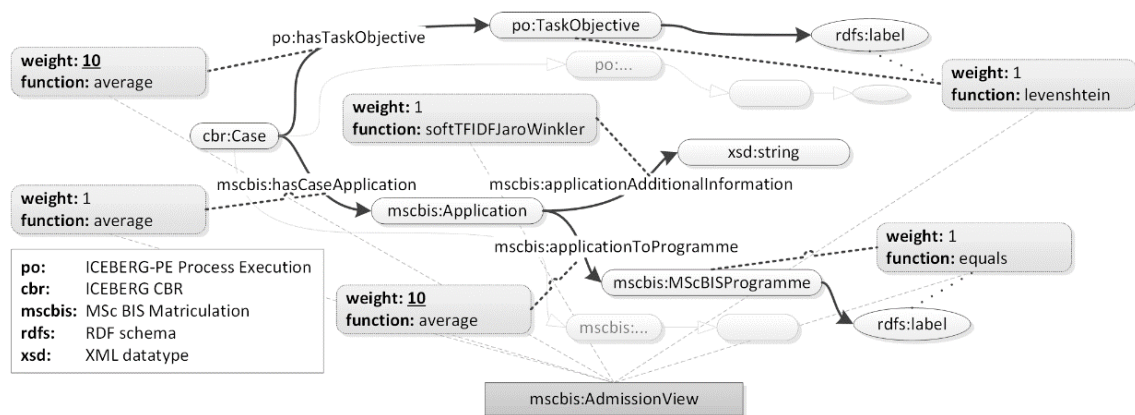 po:hasTaskObjective
po:TaskObjective
rdfs:label
weight: 10
function: average
po:...
weight: 1
function: levenshtein
weight: 1
function: softTFIDFJaroWinkler
cbr:Case
xsd:string
mscbis:hasCaseApplication
mscbis:applicationAdditionalInformation
weight: 1
function: average
mscbis:Application
mscbis:applicationToProgramme
weight: 1
function: equals
po: ICEBERG-PE Process Execution
cbr: ICEBERG CBR
mscbis: MSc BIS Matriculation
rdfs: RDF schema
xsd: XML datatype
mscbis:MScBISProgramme
weight: 10
function: average
mscbis:...
rdfs:label
mscbis:AdmissionView